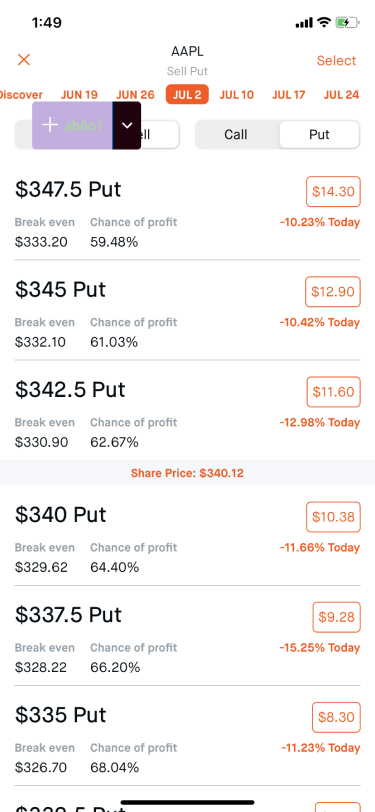 1:49
AAPL
Sell Put
Select
Discover JUN 19 JUN 26 JUL 2 JUL 10 JUL 17 JUL 24
ab6o1
Call Put
$347.5 Put
$14.30
Break even Chance of profit
-10.23% Today
$333.20 59.48%
$345 Put
$12.90
Break even Chance of profit
-10.42% Today
$332.10 61.03%
$342.5 Put
$11.60
Break even Chance of profit
-12.98% Today
$330.90 62.67%
Share Price: $340.12
$340 Put
$10.38
Break even Chance of profit
-11.66% Today
$329.62 64.40%
$337.5 Put
$9.28
Break even Chance of profit
-15.25% Today
$328.22 66.20%
$335 Put
$8.30
Break even Chance of profit
-11.23% Today
$326.70 68.04%